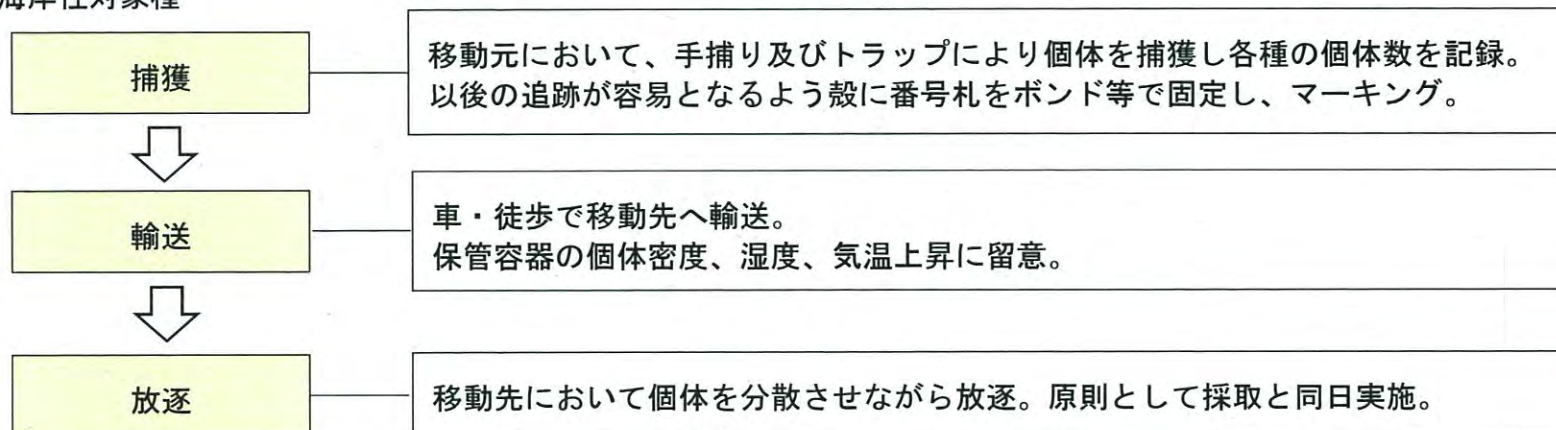 海岸性対象種
捕獲
移動元において、手捕り及びトラップにより個体を捕獲し各種の個体数を記録。
以後の追跡が容易となるよう殻に番号札をボンド等で固定し、マーキング。
輸送
車・徒歩で移動先へ輸送。
保管容器の個体密度、湿度、気温上昇に留意。
放逐
移動先において個体を分散させながら放逐。原則として採取と同日実施。